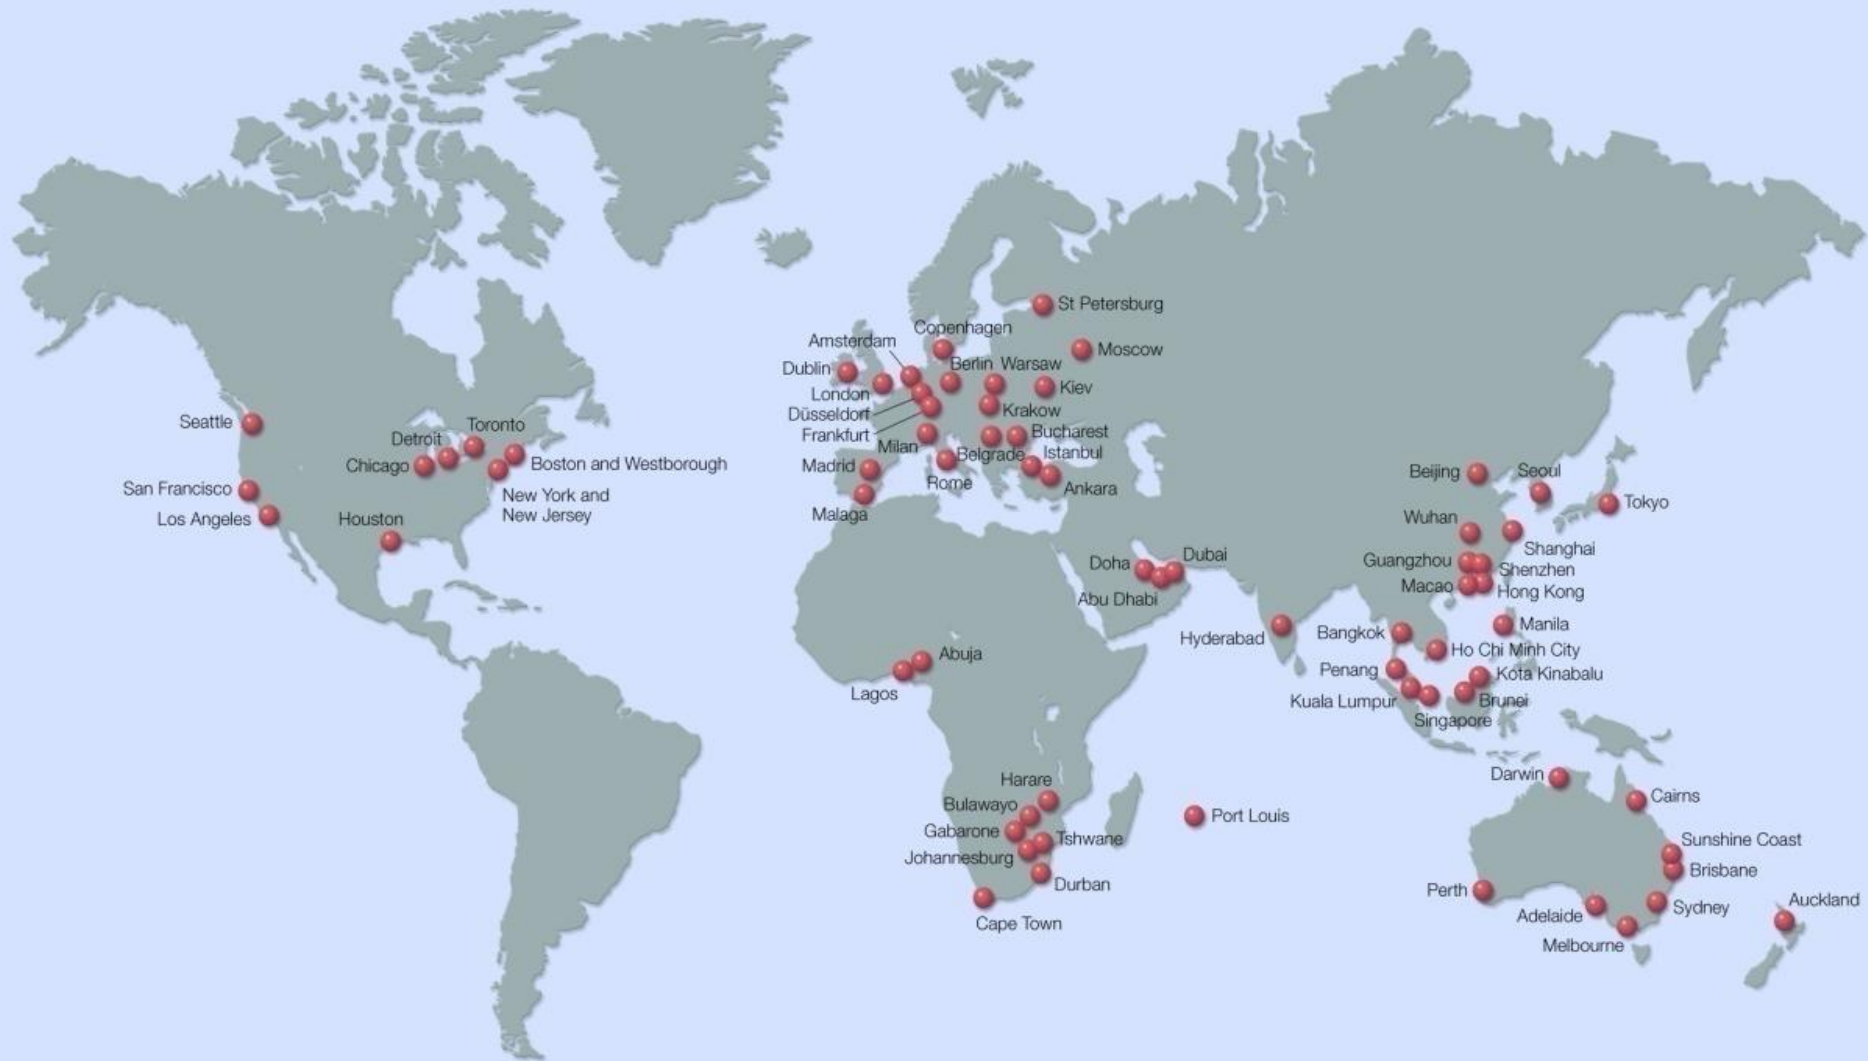 St Petersburg
Copenhagen
Amsterdam
Moscow
Dublin
Berlin
Warsaw
London
Kiev
Düsseldorf
Krakow
Frankfurt
Bucharest
Milan
Belgrade
Istanbul
Madrid
Rome
Ankara
Malaga
Seattle
Toronto
Detroit
Chicago
Boston and Westborough
San Francisco
New York and
New Jersey
Los Angeles
Houston
Beijing
Seoul
Tokyo
Wuhan
Shanghai
Guangzhou
Shenzhen
Macao
Hong Kong
Doha
Dubai
Abu Dhabi
Hyderabad
Bangkok
Manila
Ho Chi Minh City
Penang
Kota Kinabalu
Kuala Lumpur
Brunei
Singapore
Abuja
Lagos
Harare
Bulawayo
Gabarone
Tshwane
Johannesburg
Durban
Cape Town
Port Louis
Darwin
Cairns
Sunshine Coast
Brisbane
Perth
Adelaide
Sydney
Melbourne
Auckland